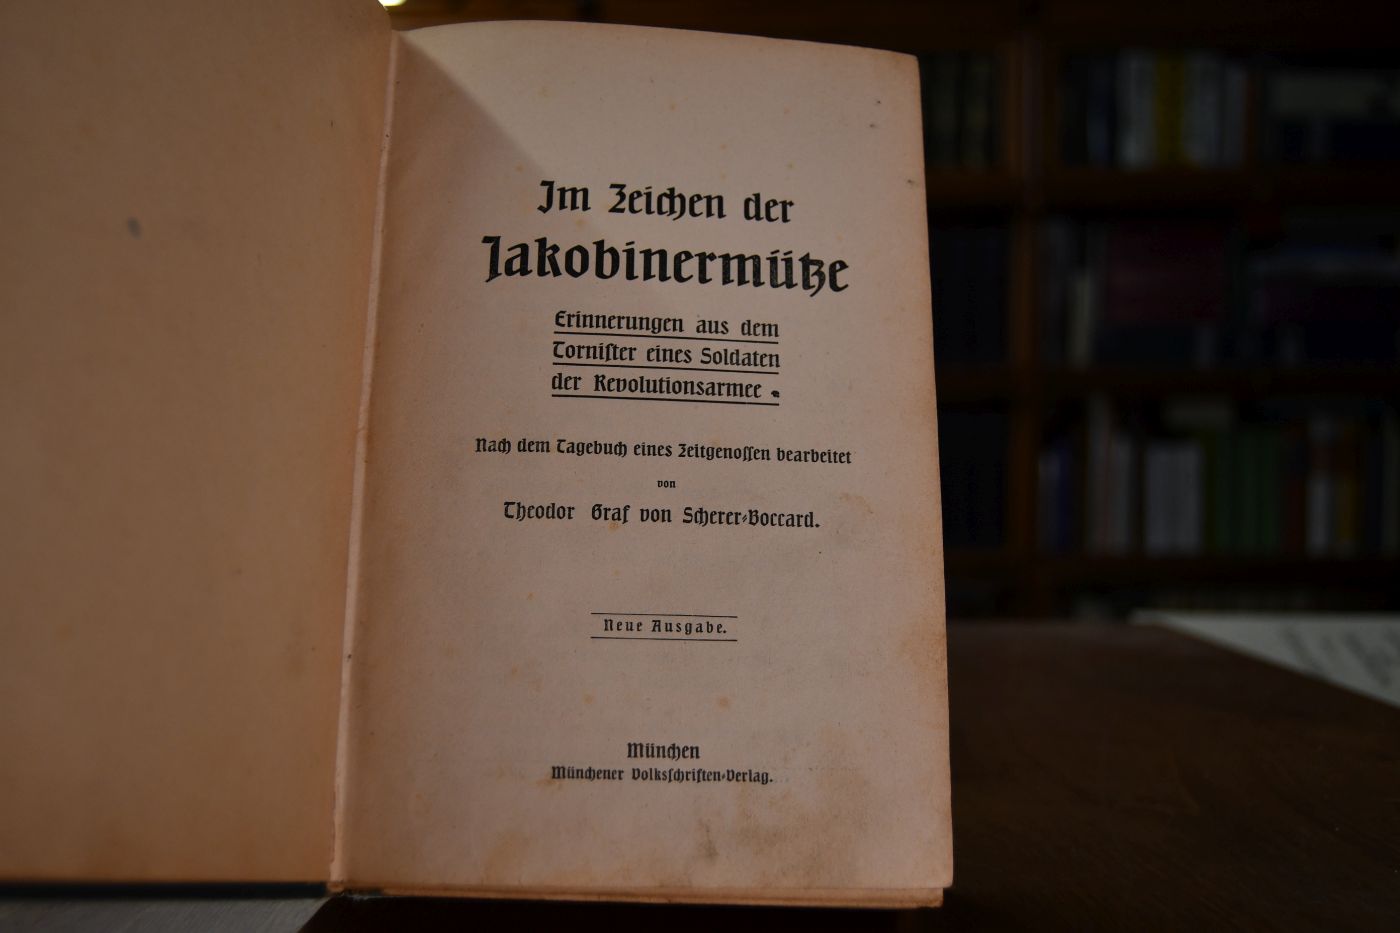 Im Zeichen der
Jakobinermütze
Erinnerungen aus dem
Torniſter eines Soldaten
der Revolutionsarmee
Nach dem Tagebuch eines Zeitgenoſſen bearbeitet
von
Theodor Graf von Scherer-Boccard.
Neue Ausgabe.
München
Münchener Volksſchriften-Verlag.